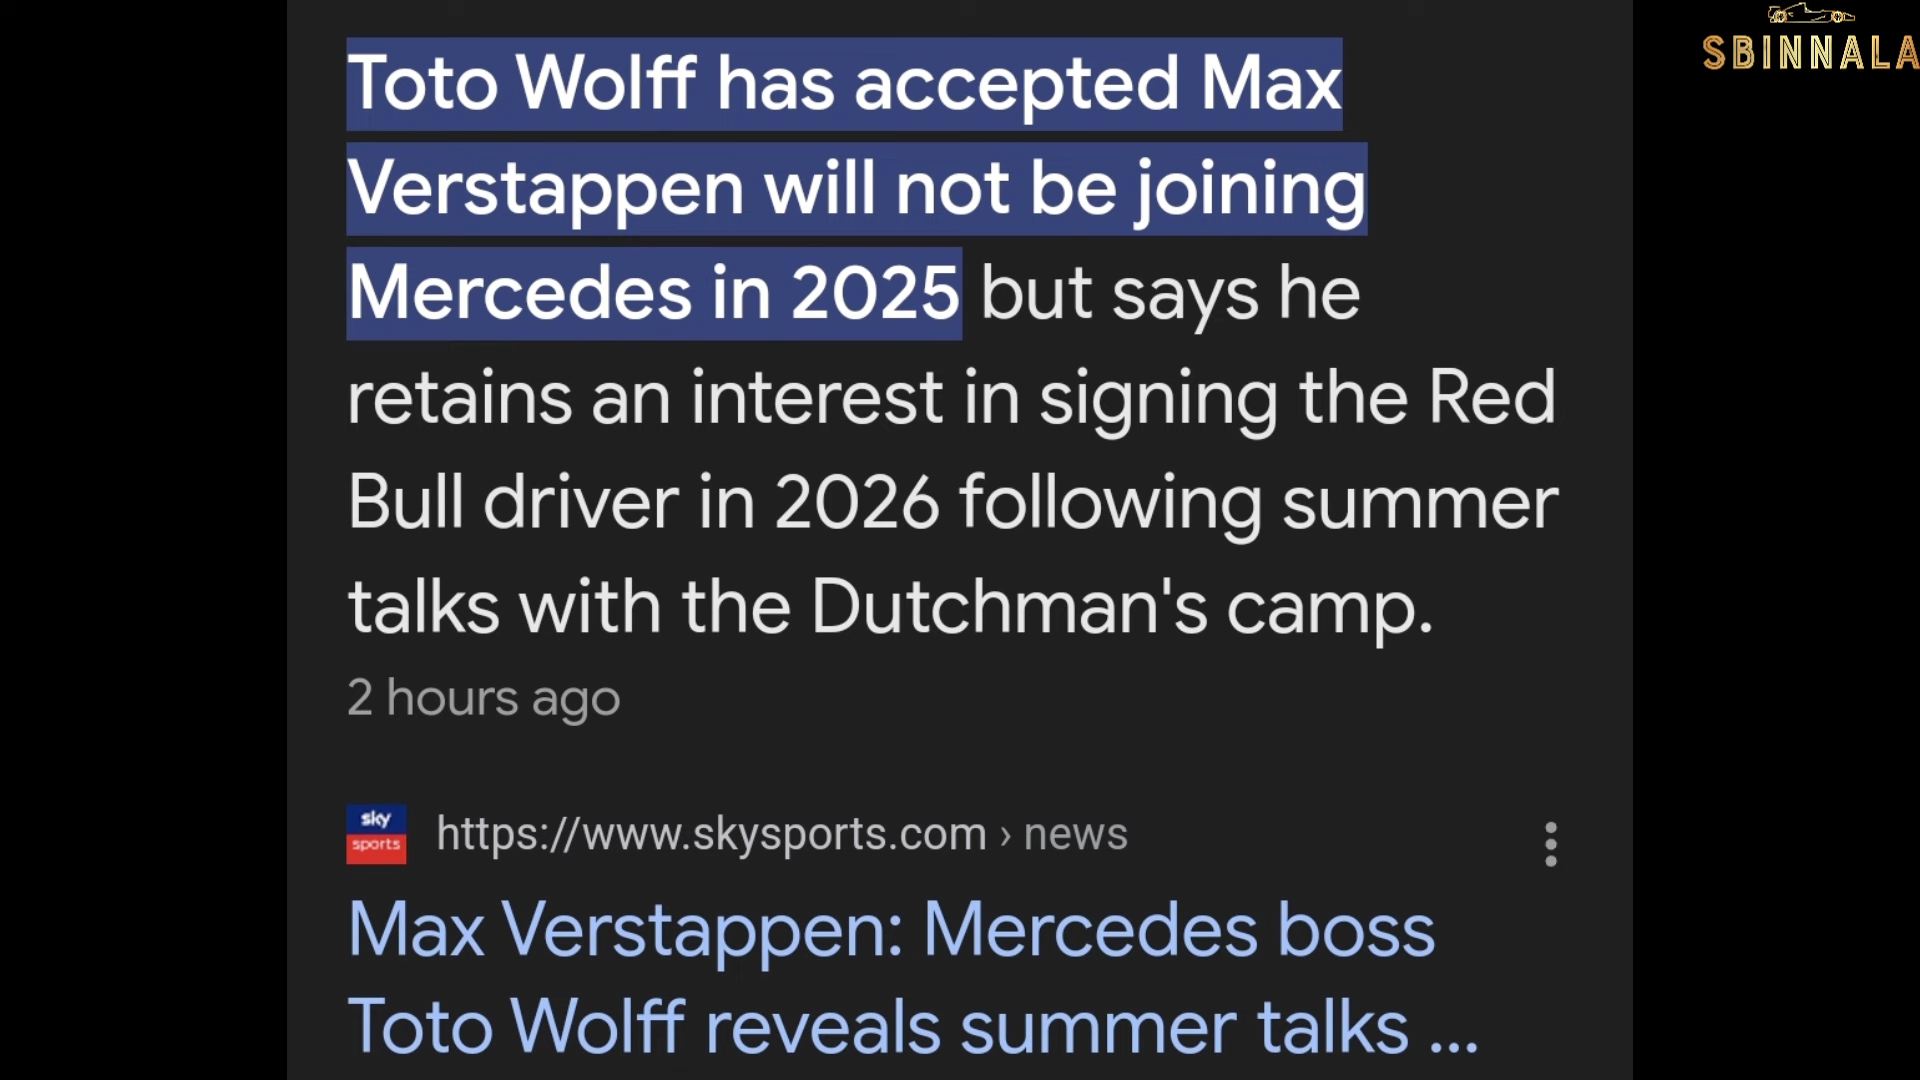 SBINNALA
Toto Wolff has accepted Max
Verstappen will not be joining
Mercedes in 2025 but says he
retains an interest in signing the Red
Bull driver in 2026 following summer
talks with the Dutchman's camp.
2 hours ago
sky
sports
https://www.skysports.com › news
Max Verstappen: Mercedes boss
Toto Wolff reveals summer talks ...